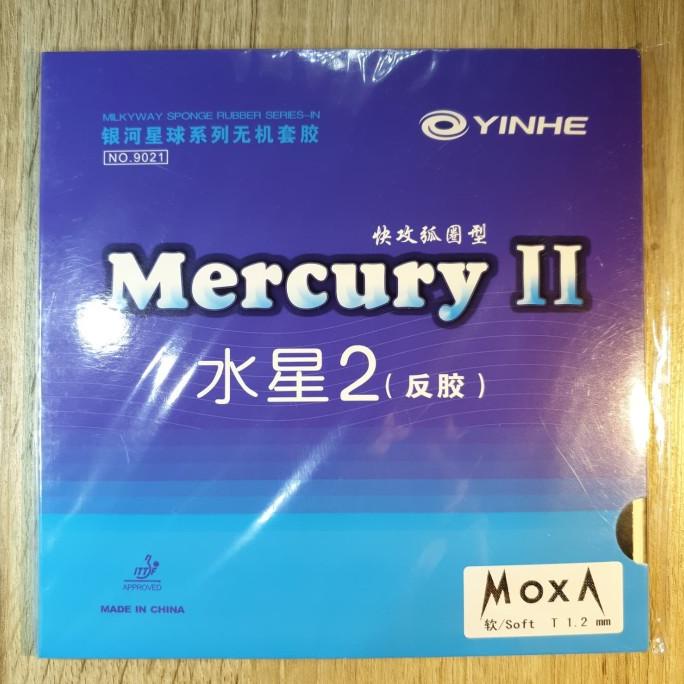 MILKYWAY SPONGE RUBBER SERIES-IN
银河星球系列无机套胶
NO.9021
YINHE
快攻弧圈型
Mercury II
水星2(反胶)
ITTF
APPROVED
MADE IN CHINA
MOXA
软/Soft T 1.2 mm